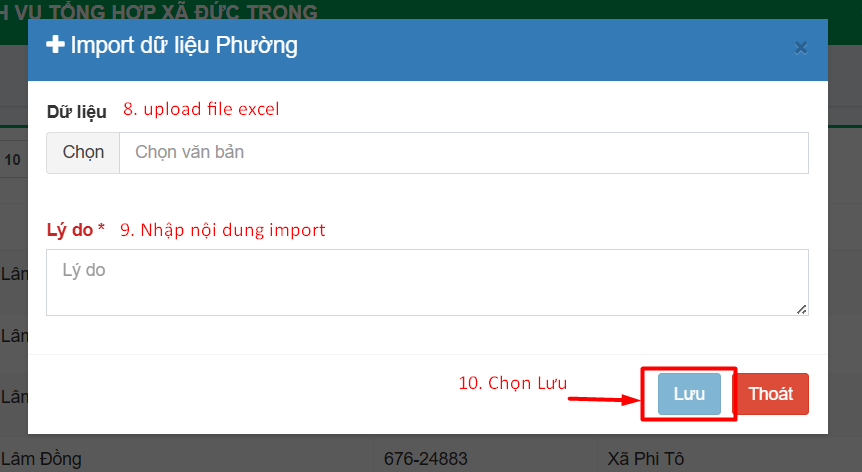 H VỤ TỔNG HỢP XÃ ĐỨC TRỌNG
Import dữ liệu Phường
×
Dữ liệu 8. upload file excel
Chọn Chọn văn bản
10
Lý do * 9. Nhập nội dung import
Lý do
Lâm
Lâm
Lâm
10. Chọn Lưu
Lưu Thoát
Lâm Đồng 676-24883 Xã Phi Tô